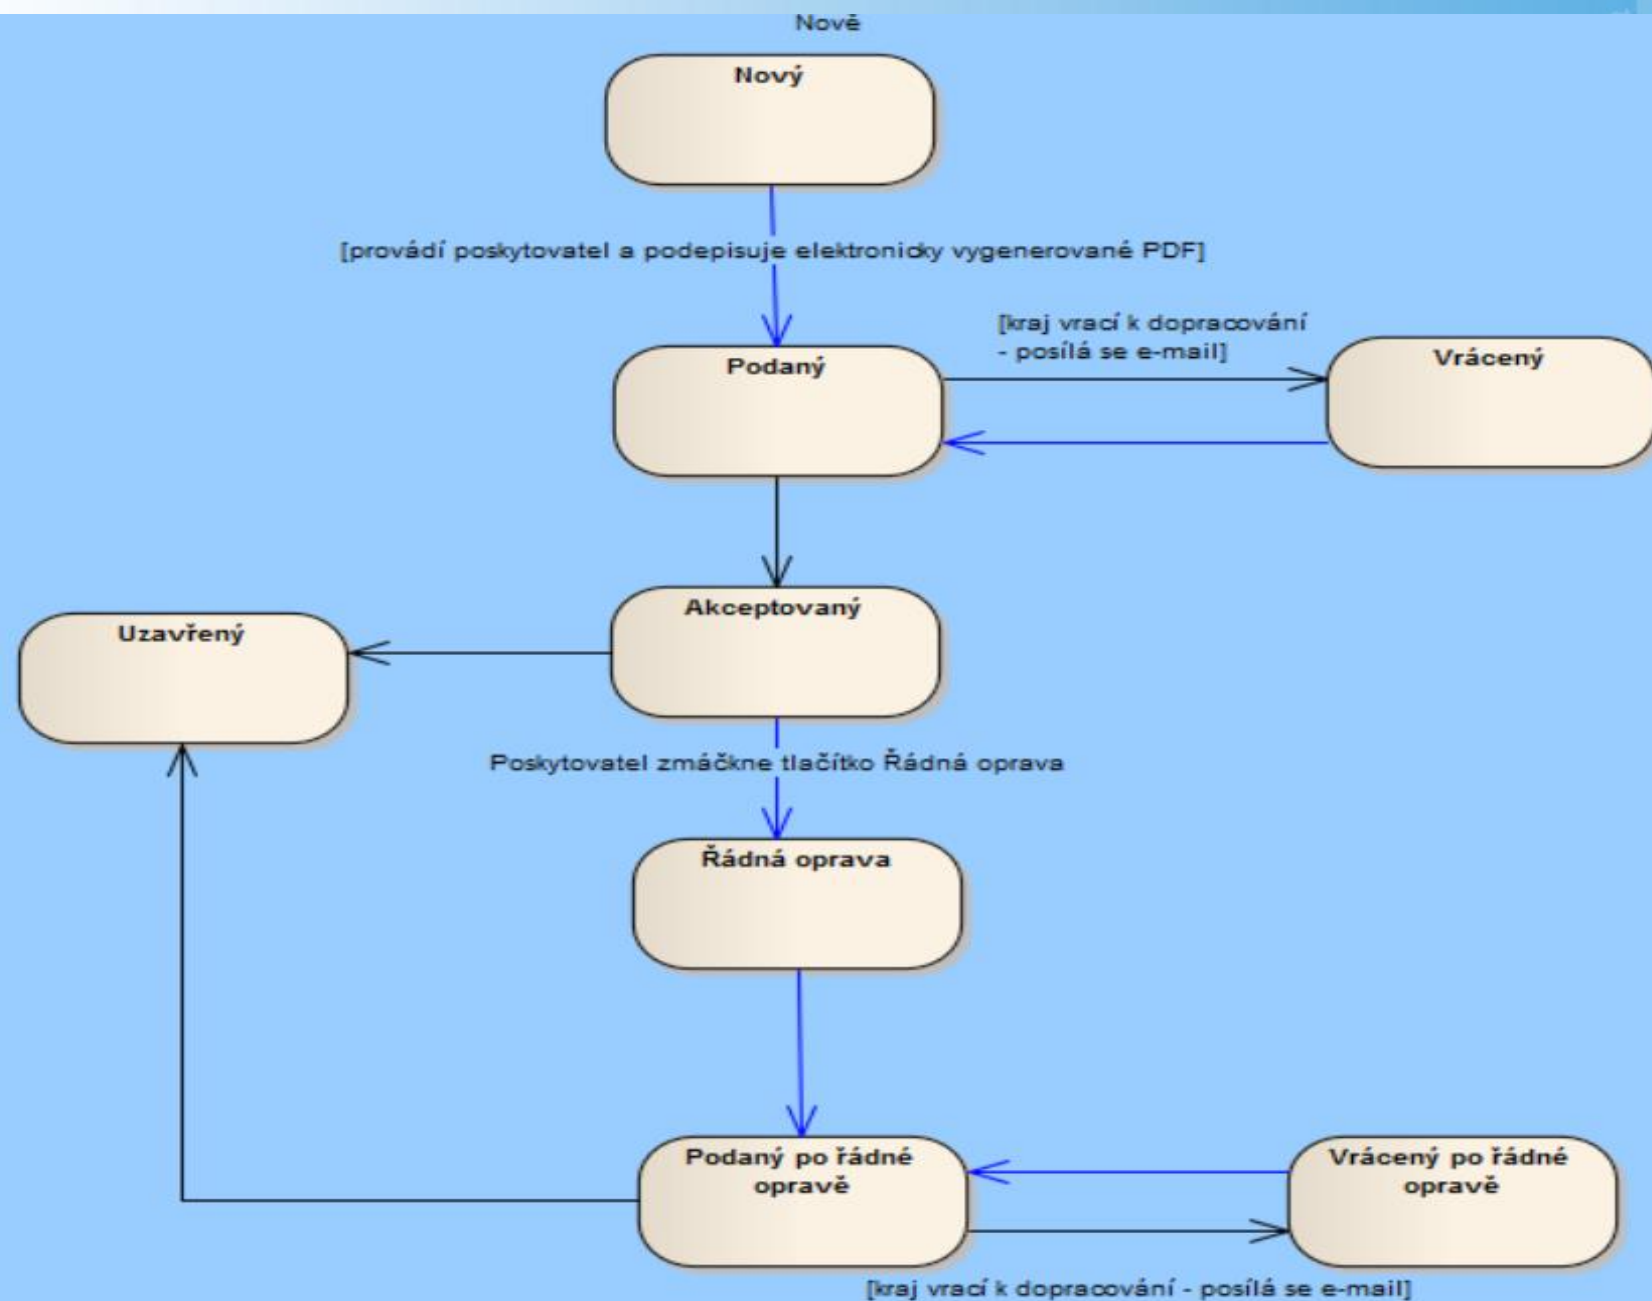 Nově
Nový
[provádí poskytovatel a podepisuje elektronicky vygenerované PDF]
[kraj vrací k dopracování
- posílá se e-mail]
Podaný
Vrácený
Akceptovaný
Uzavřený
Poskytovatel zmáčkne tlačítko Řádná oprava
Řádná oprava
Podaný po řádné
opravě
Vrácený po řádné
opravě
[kraj vrací k dopracování - posílá se e-mail]